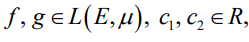 f, g ∈ L(E, μ), c₁, c₂ ∈ R,